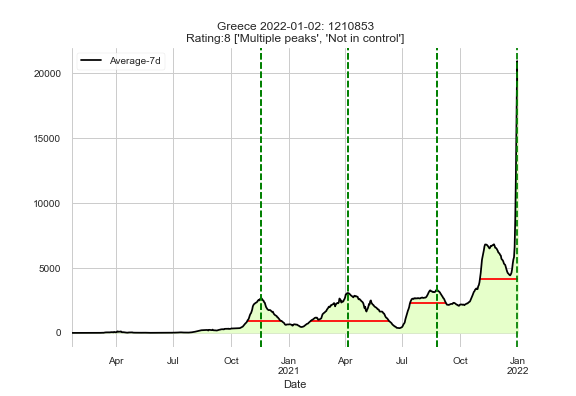 Greece 2022-01-02: 1210853
Rating:8 ['Multiple peaks', 'Not in control']
Average-7d
20000
15000
10000
5000
0
Apr
Jul
Oct
Jan
2021
Apr
Jul
Oct
Jan
2022
Date